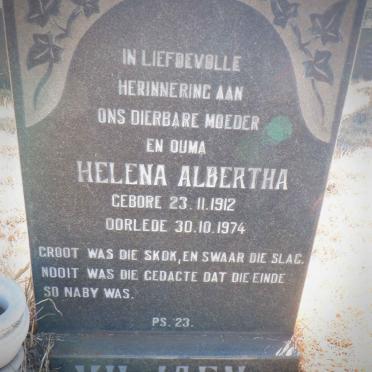 IN LIEFDEVOLLE
HERINNERING AAN
ONS DIERBARE MOEDER
EN OUMA
HELENA ALBERTHA
GEBORE 23.11.1912
OORLEDE 30.10.1974
GROOT WAS DIE SKOK, EN SWAAR DIE SLAG.
NOOIT WAS DIE GEDAGTE DAT DIE EINDE
SO NABY WAS.
PS. 23.